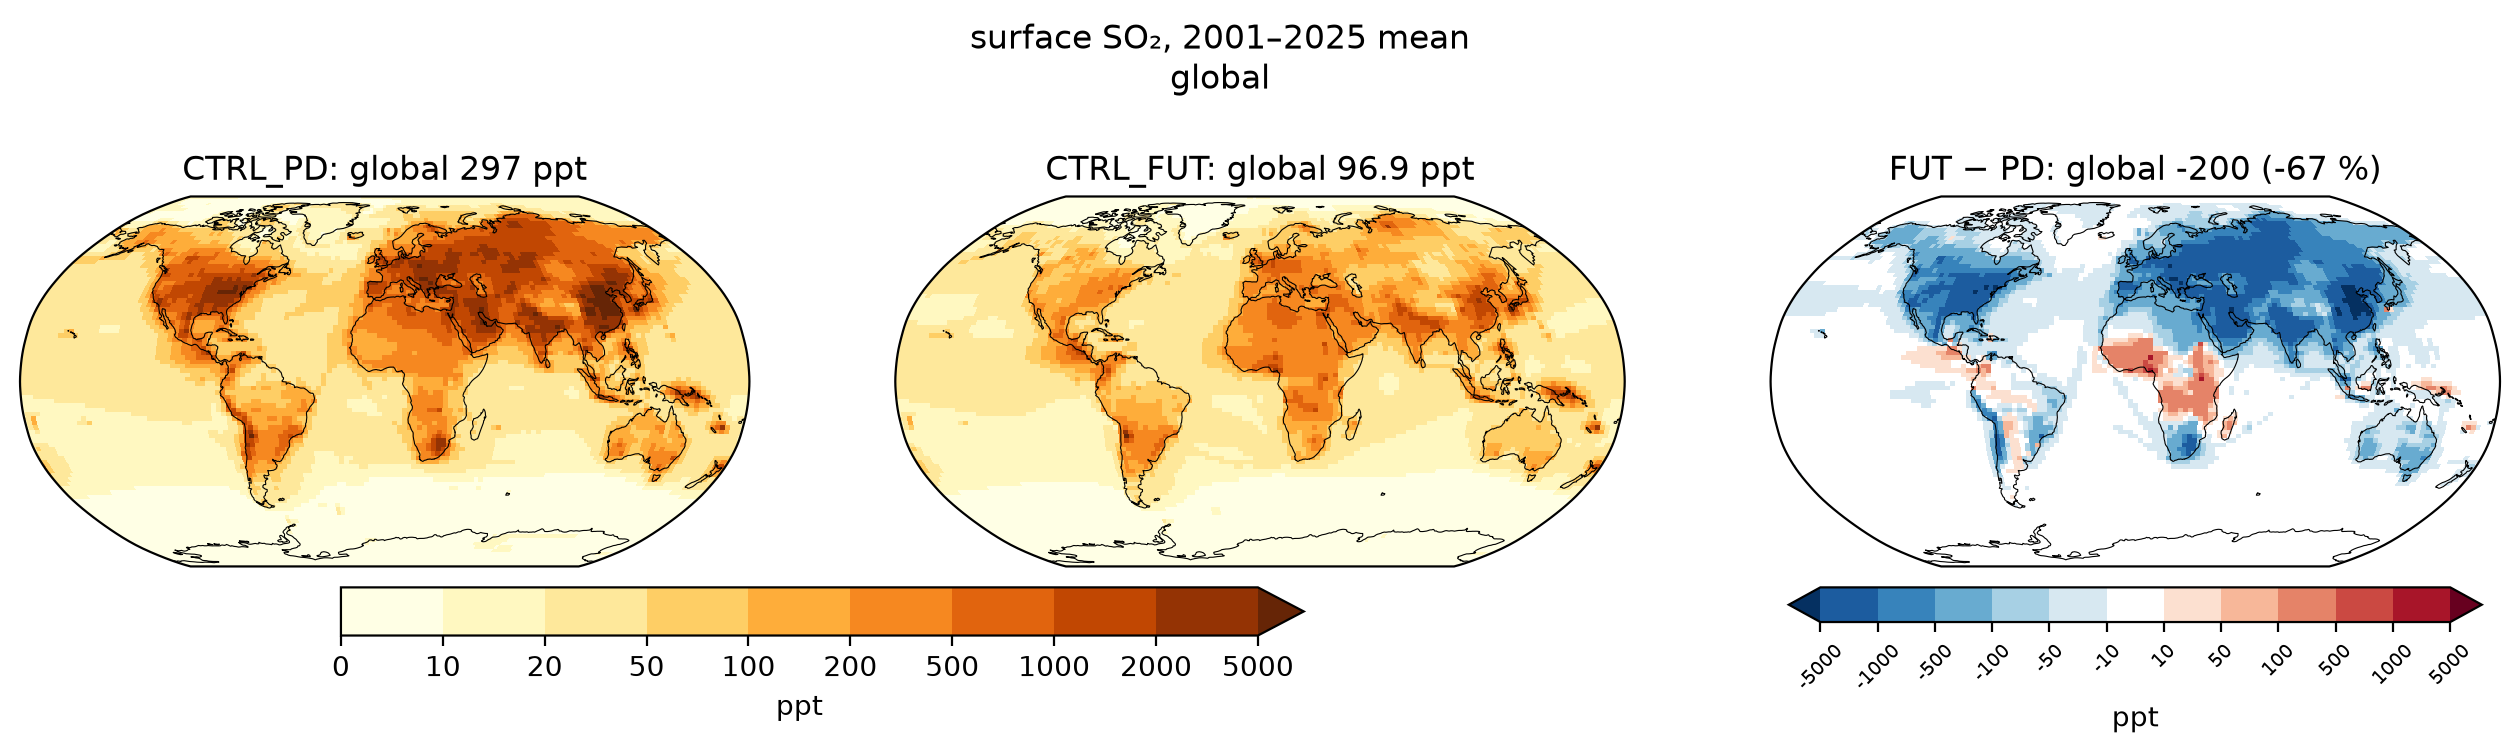 surface SO₂, 2001–2025 mean
global
CTRL_PD: global 297 ppt
CTRL_FUT: global 96.9 ppt
FUT − PD: global -200 (-67 %)
0 10 20 50 100 200 500 1000 2000 5000
ppt
-5000 -1000 -500 -100 -50 -10 10 50 100 500 1000 5000
ppt